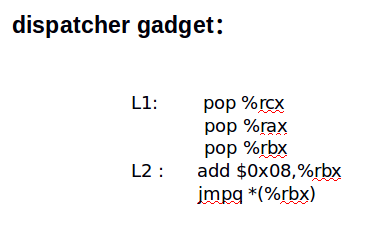 dispatcher gadget：
L1: pop %rcx
pop %rax
pop %rbx
L2 : add $0x08,%rbx
jmpq *(%rbx)